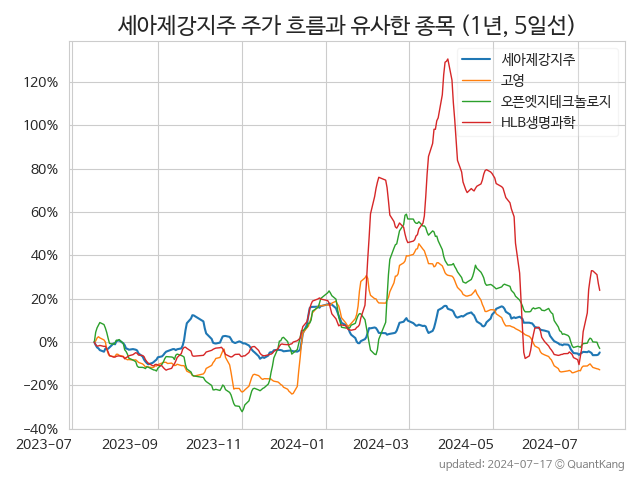 세아제강지주 주가 흐름과 유사한 종목 (1년, 5일선)
세아제강지주
고영
오픈엣지테크놀로지
HLB생명과학
120%
100%
80%
60%
40%
20%
0%
−20%
−40%
2023-07
2023-09
2023-11
2024-01
2024-03
2024-05
2024-07
updated: 2024-07-17 © QuantKang